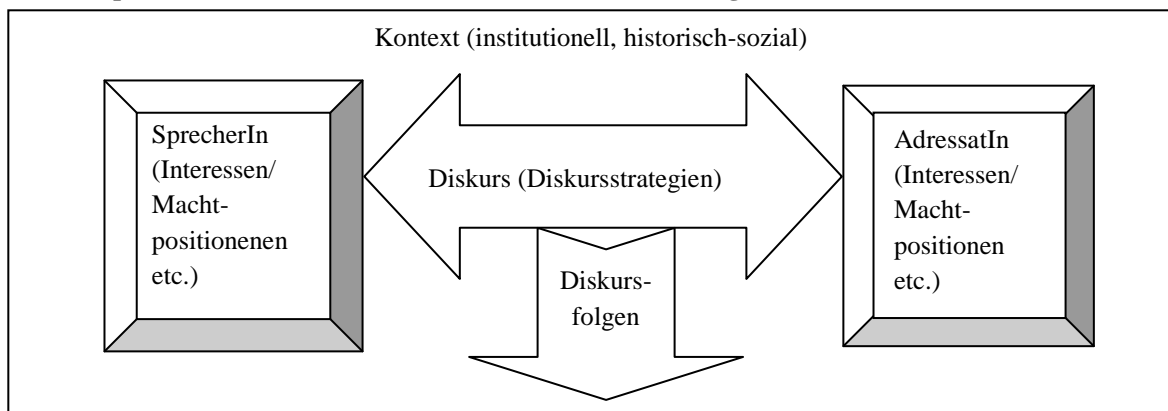 Kontext (institutionell, historisch-sozial)
SprecherIn
(Interessen/
Macht-
positionenen
etc.)
Diskurs (Diskursstrategien)
AdressatIn
(Interessen/
Macht-
positionen
etc.)
Diskurs-
folgen